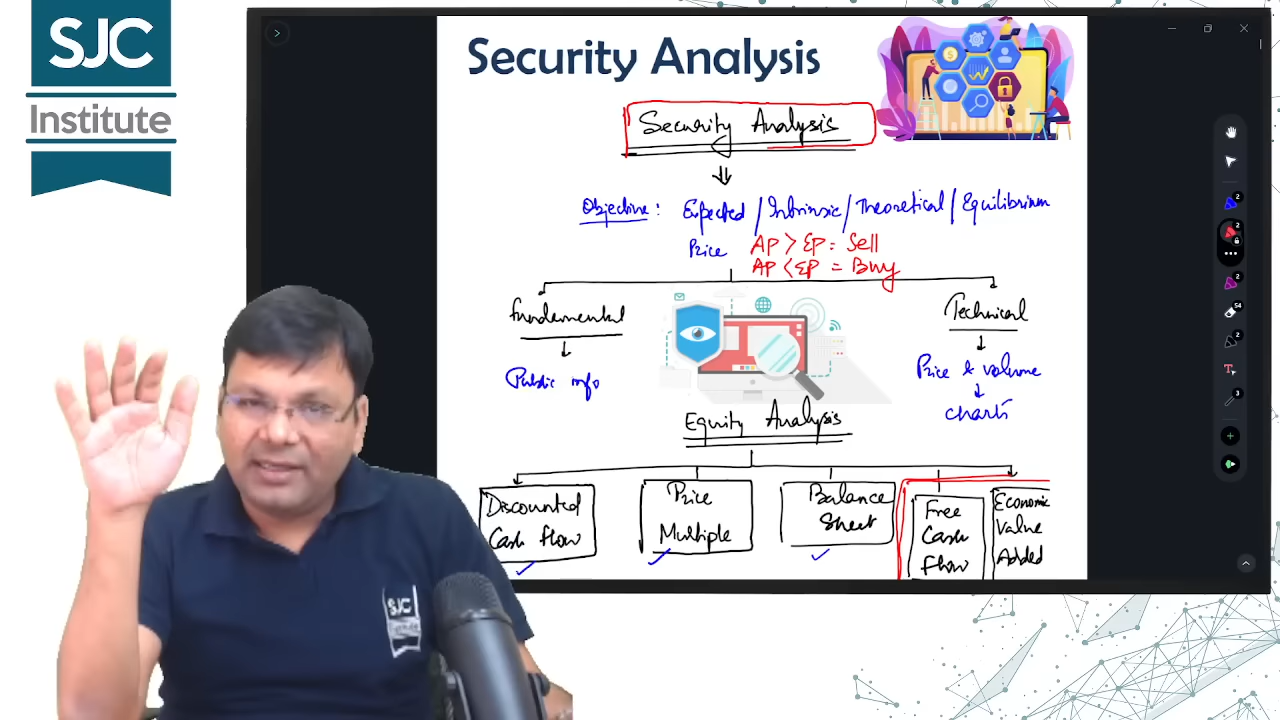 SJC
Institute
Security Analysis
Security Analysis
Objective: Expected / Intrinsic / Theoretical / Equilibrium
Price
AP > EP = Sell
AP < EP = Buy
Fundamental
Public info
Technical
Price & volume
charts
Equity Analysis
Discounted
Cash flow
Price
Multiple
Balance
Sheet
Free
Cash
Flow
Economic
Value
Added
SJC